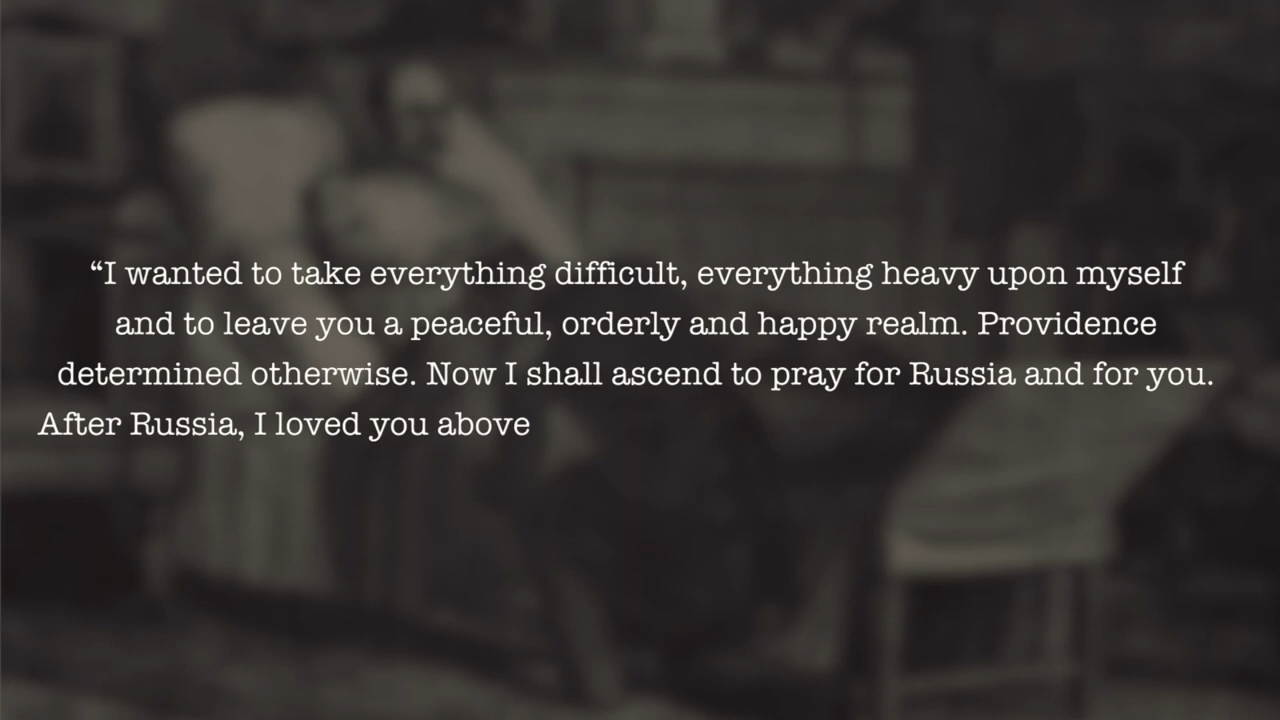 “I wanted to take everything difficult, everything heavy upon myself
and to leave you a peaceful, orderly and happy realm. Providence
determined otherwise. Now I shall ascend to pray for Russia and for you.
After Russia, I loved you above